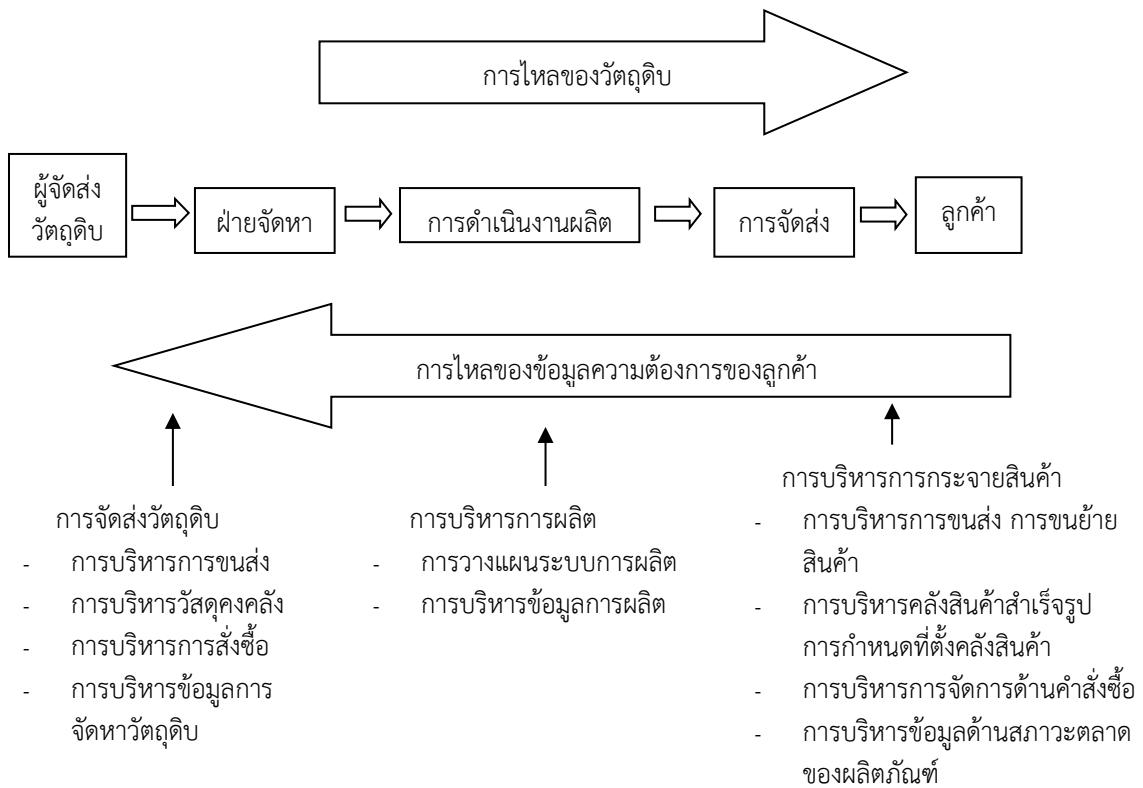 การไหลของวัตถุดิบ
ผู้จัดส่ง
วัตถุดิบ
ฝ่ายจัดหา
การดำเนินงานผลิต
การจัดส่ง
ลูกค้า
การไหลของข้อมูลความต้องการของลูกค้า
การจัดส่งวัตถุดิบ
- การบริหารการขนส่ง
- การบริหารวัสดุคงคลัง
- การบริหารการสั่งซื้อ
- การบริหารข้อมูลการ
จัดหาวัตถุดิบ
การบริหารการผลิต
- การวางแผนระบบการผลิต
- การบริหารข้อมูลการผลิต
การบริหารการกระจายสินค้า
- การบริหารการขนส่ง การขนย้าย
สินค้า
- การบริหารคลังสินค้าสำเร็จรูป
การกำหนดที่ตั้งคลังสินค้า
- การบริหารการจัดการด้านคำสั่งซื้อ
- การบริหารข้อมูลด้านสภาวะตลาด
ของผลิตภัณฑ์